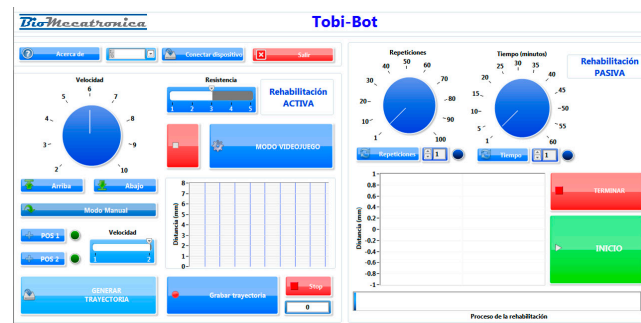 BioMecatronica
Tobi-Bot
Acerca de
Conectar dispositivo
Salir
Velocidad
2 3 4 5 6 7 8 9 10
Resistencia
1 2 3 4 5
Rehabilitación
ACTIVA
MODO VIDEOJUEGO
Arriba
Abajo
Modo Manual
POS 1
POS 2
Velocidad
1 2
Distancia (mm)
8
7
6
5
4
3
2
1
0
GENERAR
TRAYECTORIA
Grabar trayectoria
Stop
0
Repeticiones
1 10 20 30 40 50 60 70 80 90 100
Tiempo (minutos)
1 5 10 15 20 25 30 35 40 45 50 55 60
Rehabilitación
PASIVA
Repeticiones
1
Tiempo
1
Distancia (mm)
1
0.8
0.6
0.4
0.2
0
-0.2
-0.4
-0.6
-0.8
-1
TERMINAR
INICIO
Proceso de la rehabilitación